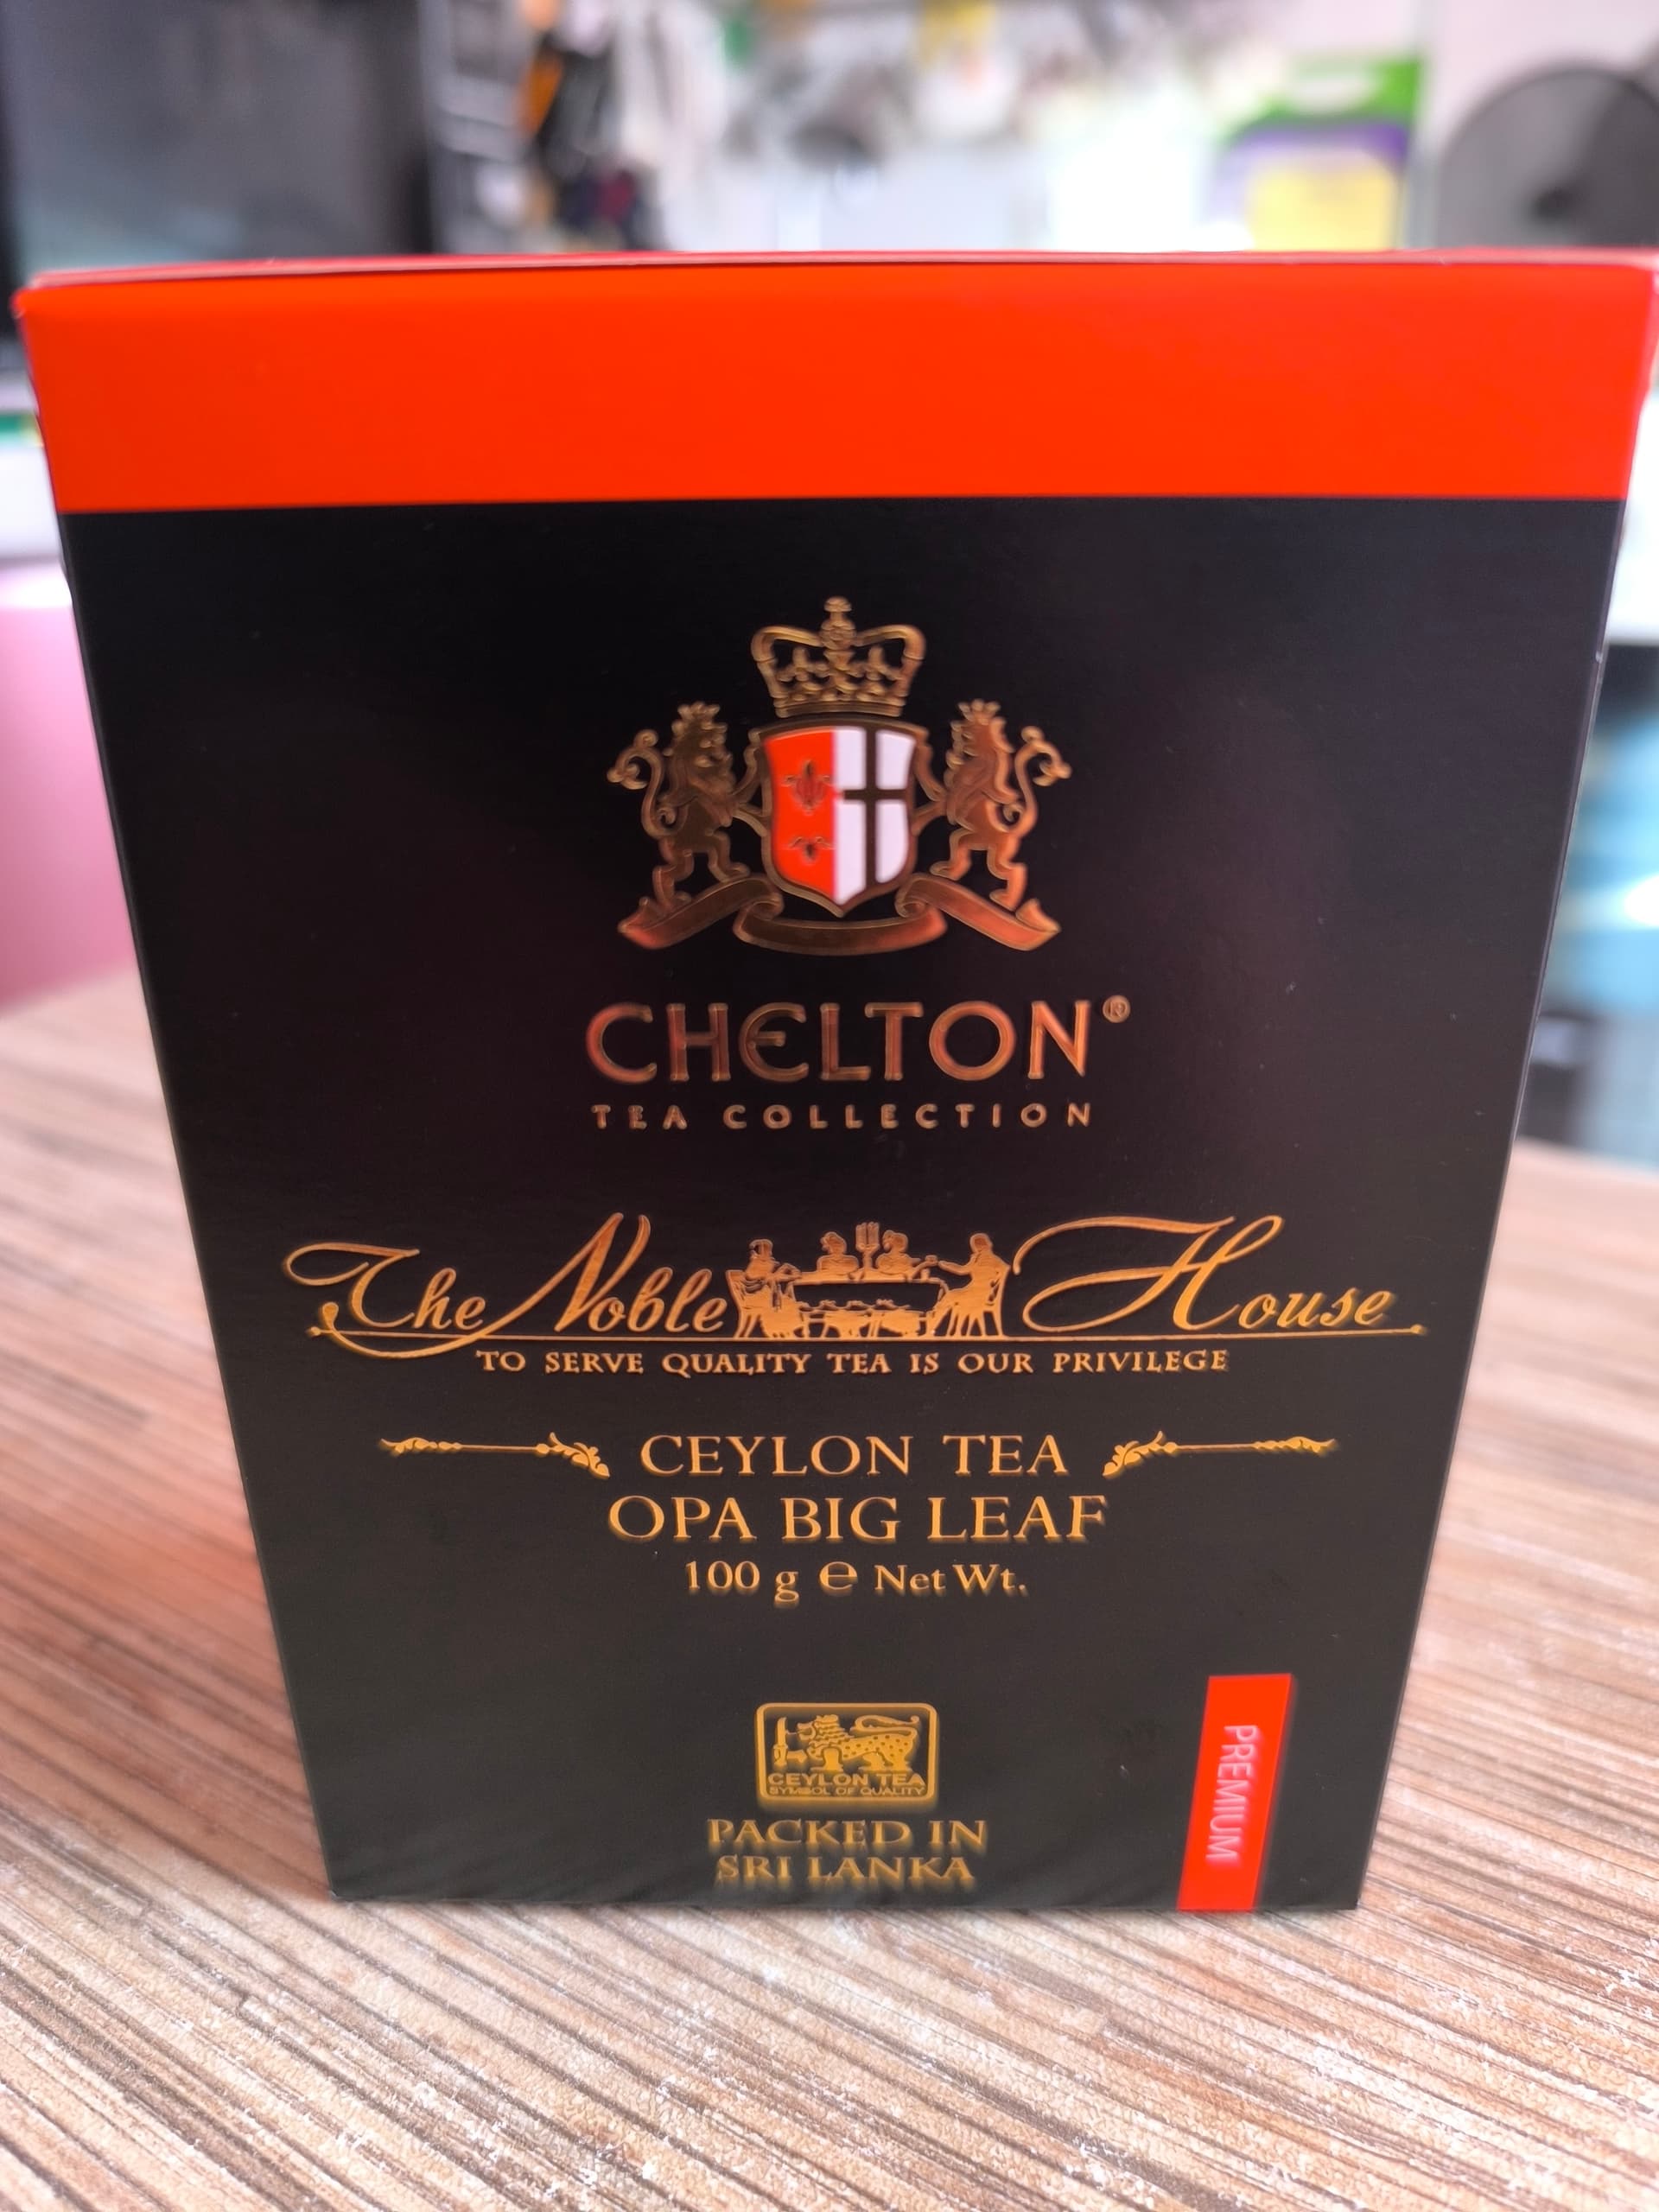 CHELTON®
TEA COLLECTION
The Noble House
TO SERVE QUALITY TEA IS OUR PRIVILEGE
CEYLON TEA
OPA BIG LEAF
100 g ℮ Net Wt.
CEYLON TEA
SYMBOL OF QUALITY
PACKED IN
SRI LANKA
PREMIUM